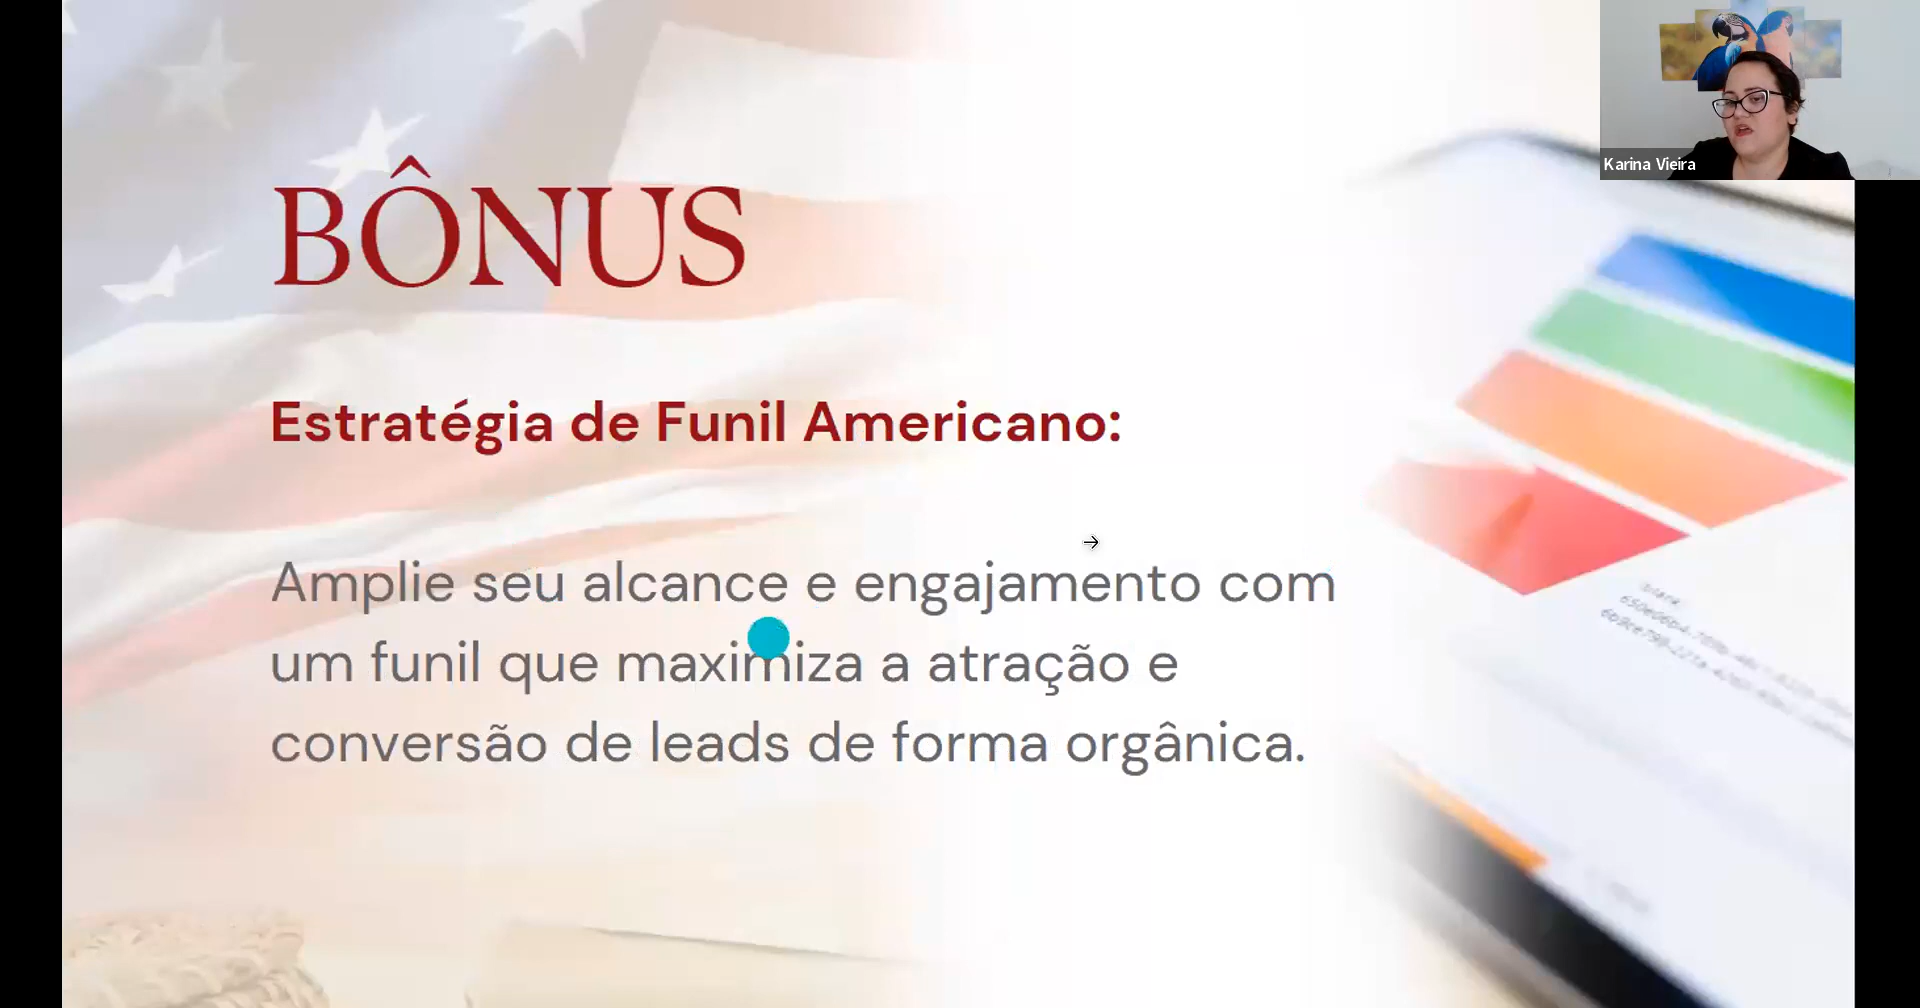 BÔNUS
Karina Vieira
Estratégia de Funil Americano:
Amplie seu alcance e engajamento com
um funil que maximiza a atração e
conversão de leads de forma orgânica.